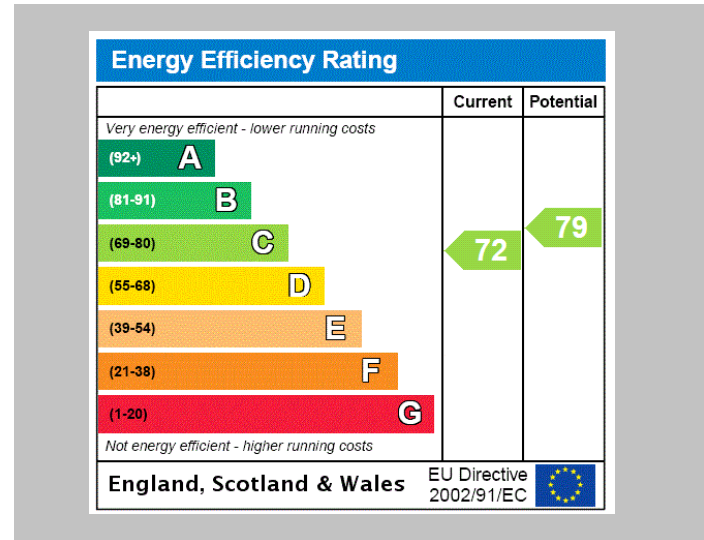 Energy Efficiency Rating
Current Potential
Very energy efficient - lower running costs
(92+) A
(81-91) B
(69-80) C
(55-68) D
(39-54) E
(21-38) F
(1-20) G
72
79
Not energy efficient - higher running costs
England, Scotland & Wales
EU Directive
2002/91/EC